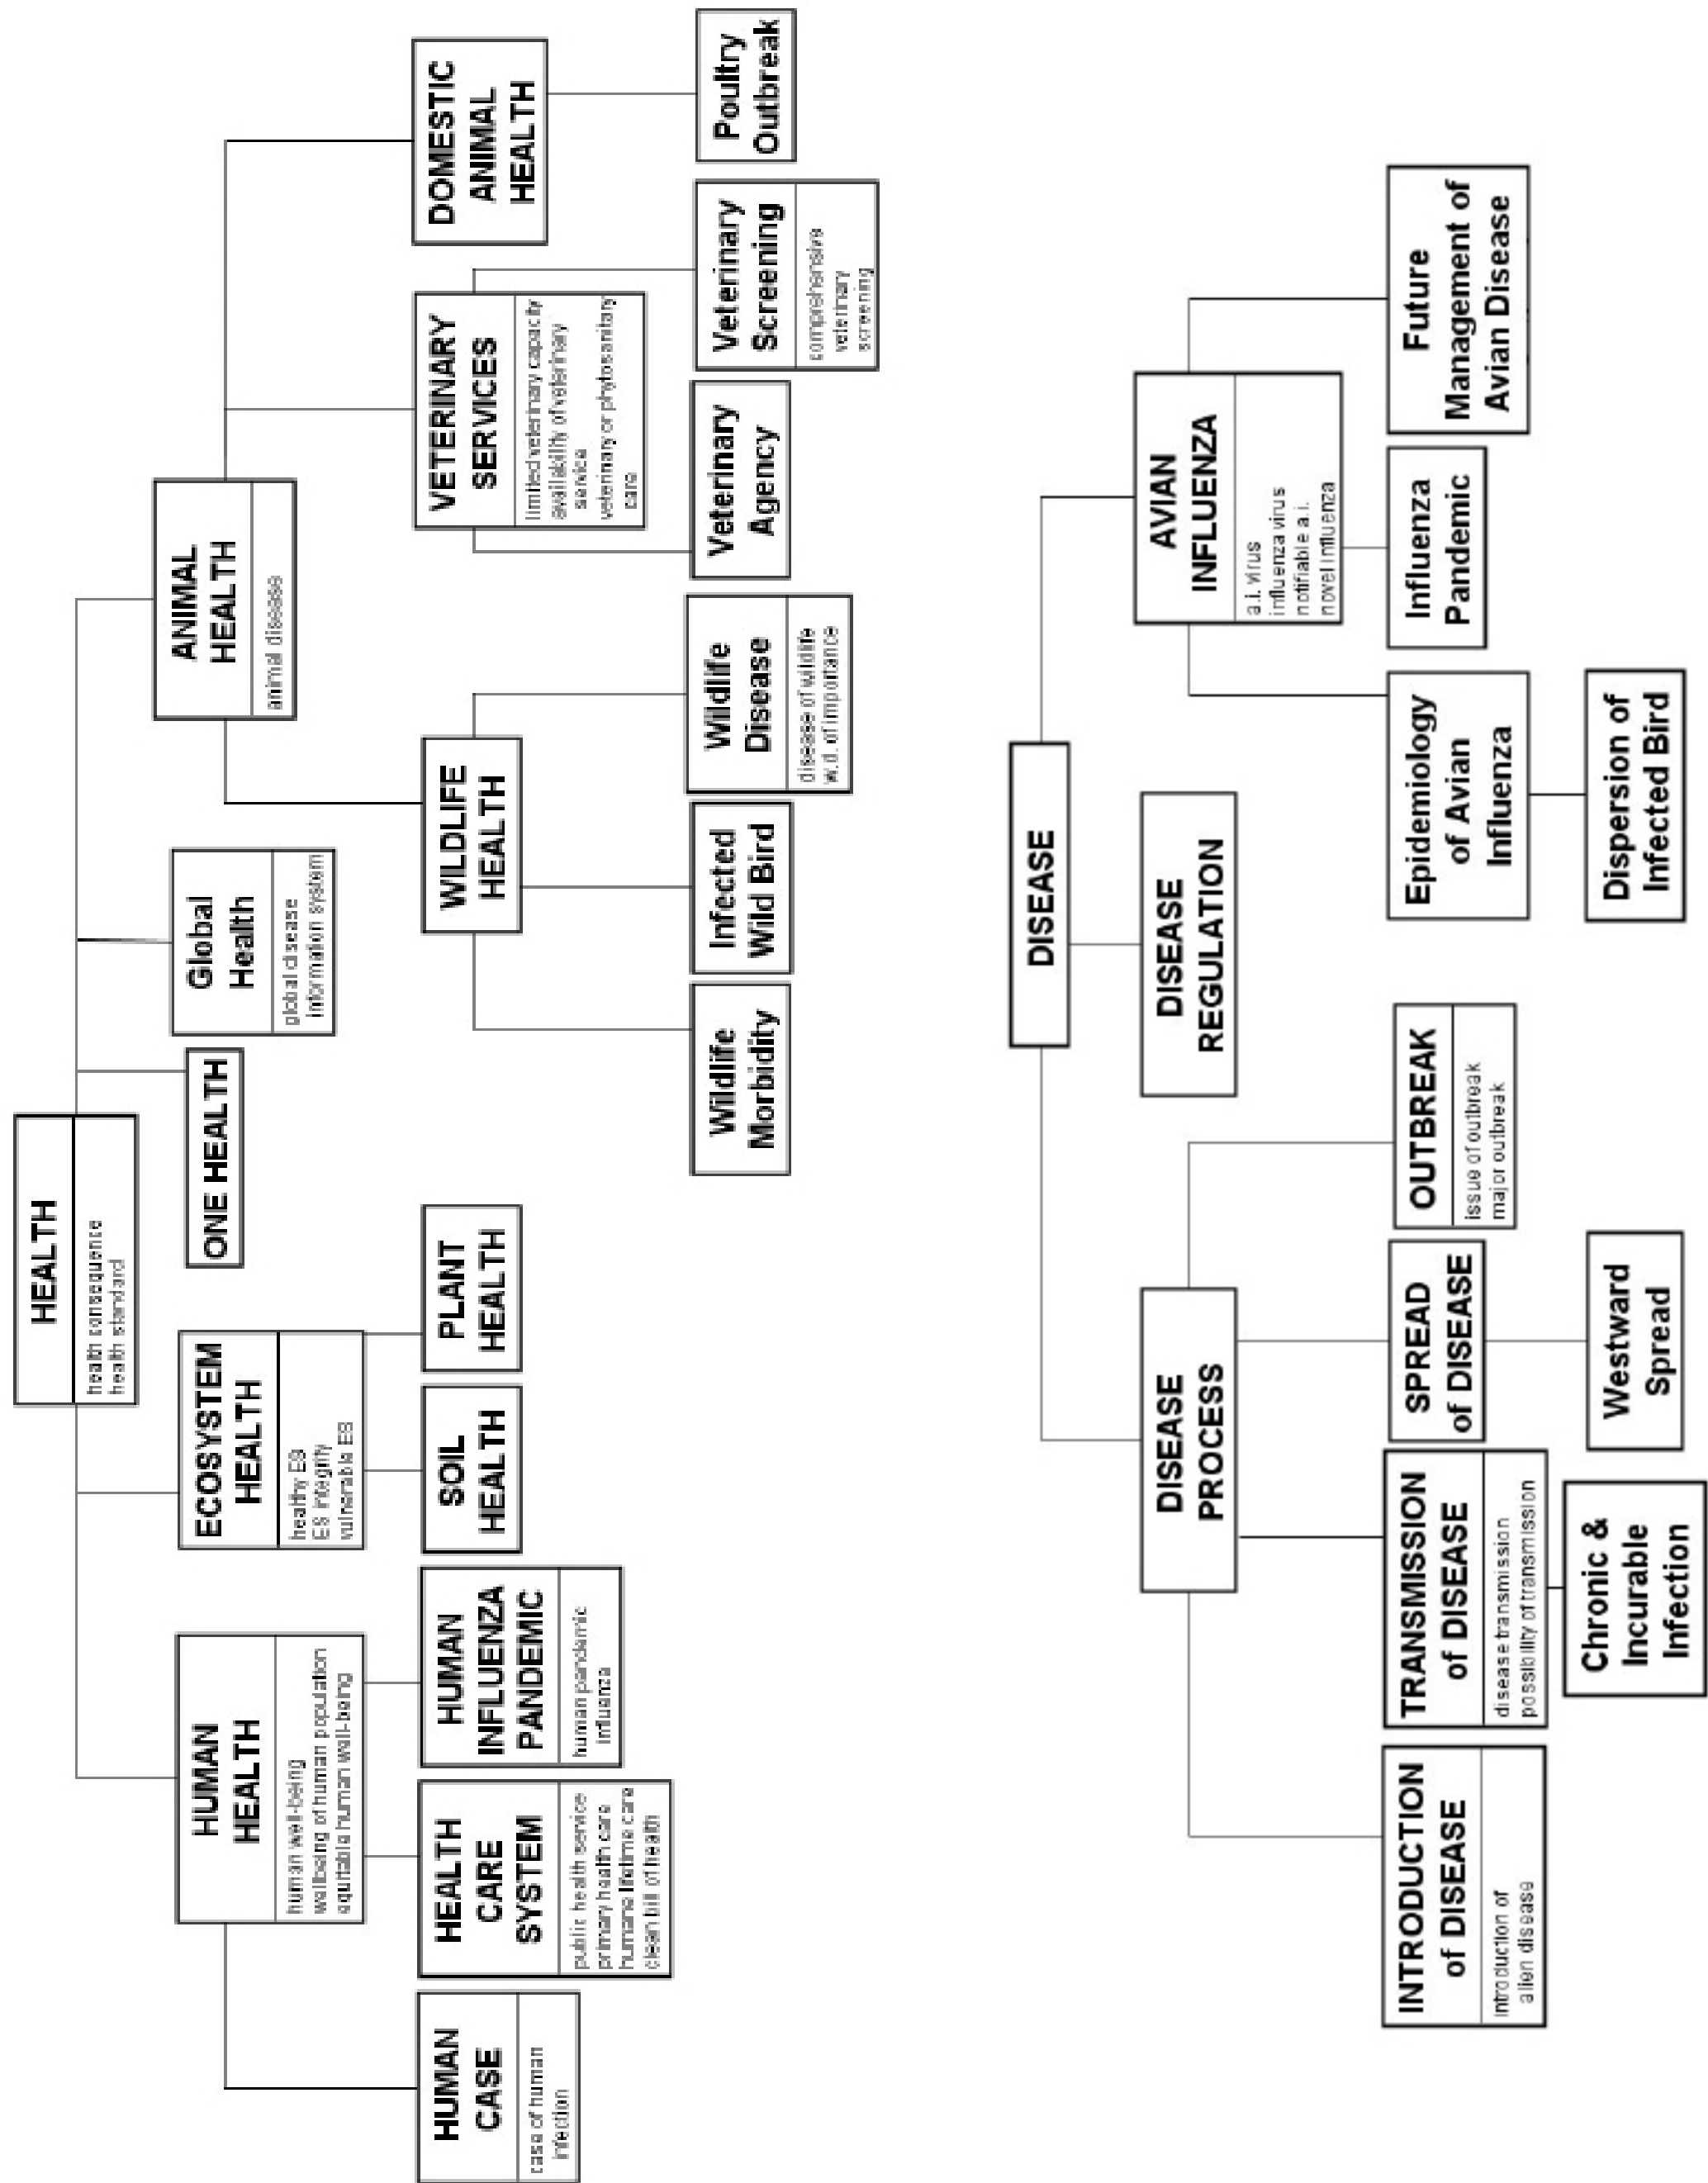 HEALTH
health consequence
health standard
HUMAN
HEALTH
human well-being
wellbeing of human population
equitable human well-being
ECOSYSTEM
HEALTH
healthy ES
ES integrity
vulnerable ES
ONE HEALTH
Global
Health
global disease
information system
ANIMAL
HEALTH
animal disease
HUMAN
CASE
case of human
infection
HEALTH
CARE
SYSTEM
public health service
primary health care
humane lifetime care
clean bill of health
HUMAN
INFLUENZA
PANDEMIC
human pandemic
influenza
SOIL
HEALTH
PLANT
HEALTH
WILDLIFE
HEALTH
VETERINARY
SERVICES
limited veterinary capacity
availability of veterinary
service
veterinary or phytosanitary
care
DOMESTIC
ANIMAL
HEALTH
Wildlife
Morbidity
Infected
Wild Bird
Wildlife
Disease
disease of wildlife
w.d. of importance
Veterinary
Agency
Veterinary
Screening
comprehensive
veterinary
screening
Poultry
Outbreak
DISEASE
DISEASE
PROCESS
DISEASE
REGULATION
AVIAN
INFLUENZA
a.i. virus
influenza virus
notifiable a.i.
novel influenza
INTRODUCTION
of DISEASE
introduction of
alien disease
TRANSMISSION
of DISEASE
disease transmission
possibility of transmission
SPREAD
of DISEASE
OUTBREAK
issue of outbreak
major outbreak
Epidemiology
of Avian
Influenza
Influenza
Pandemic
Future
Management of
Avian Disease
Chronic &
Incurable
Infection
Westward
Spread
Dispersion of
Infected Bird